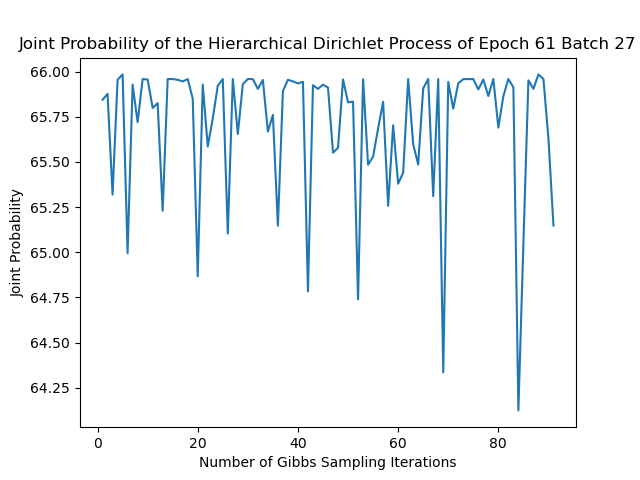 Joint Probability of the Hierarchical Dirichlet Process of Epoch 61 Batch 27
66.00
65.75
65.50
65.25
65.00
64.75
64.50
64.25
Joint Probability
0 20 40 60 80
Number of Gibbs Sampling Iterations